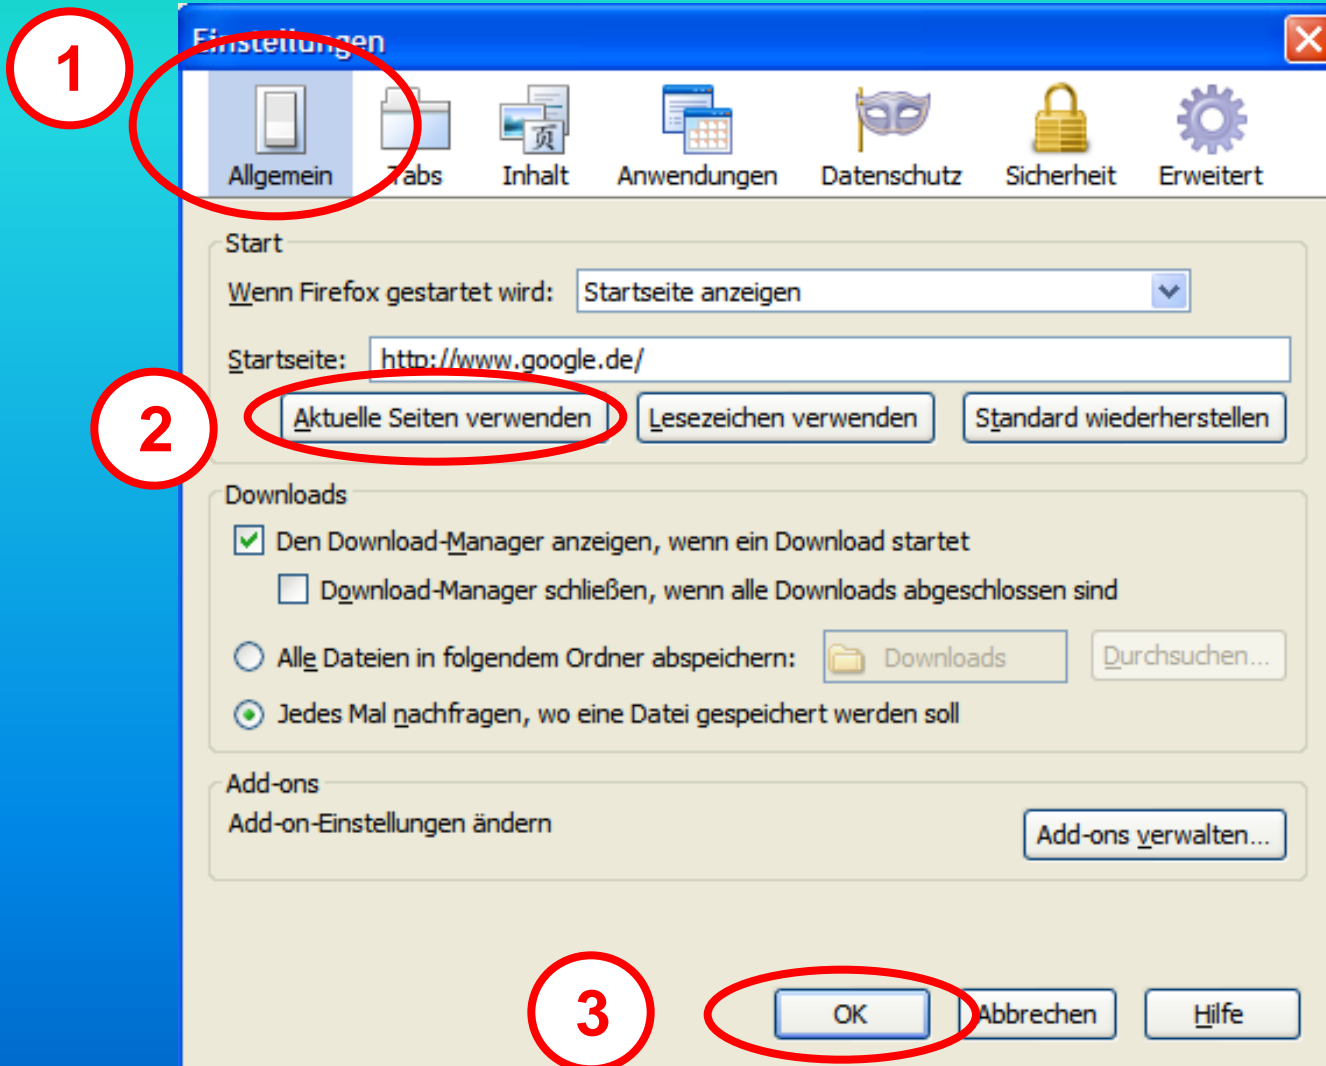 1
Einstellungen
页
Allgemein Tabs Inhalt Anwendungen Datenschutz Sicherheit Erweitert
Start
Wenn Firefox gestartet wird: Startseite anzeigen
Startseite: http://www.google.de/
2
Aktuelle Seiten verwenden Lesezeichen verwenden Standard wiederherstellen
Downloads
Den Download-Manager anzeigen, wenn ein Download startet
Download-Manager schließen, wenn alle Downloads abgeschlossen sind
Alle Dateien in folgendem Ordner abspeichern: Downloads Durchsuchen...
Jedes Mal nachfragen, wo eine Datei gespeichert werden soll
Add-ons
Add-on-Einstellungen ändern
Add-ons verwalten...
3
OK Abbrechen Hilfe